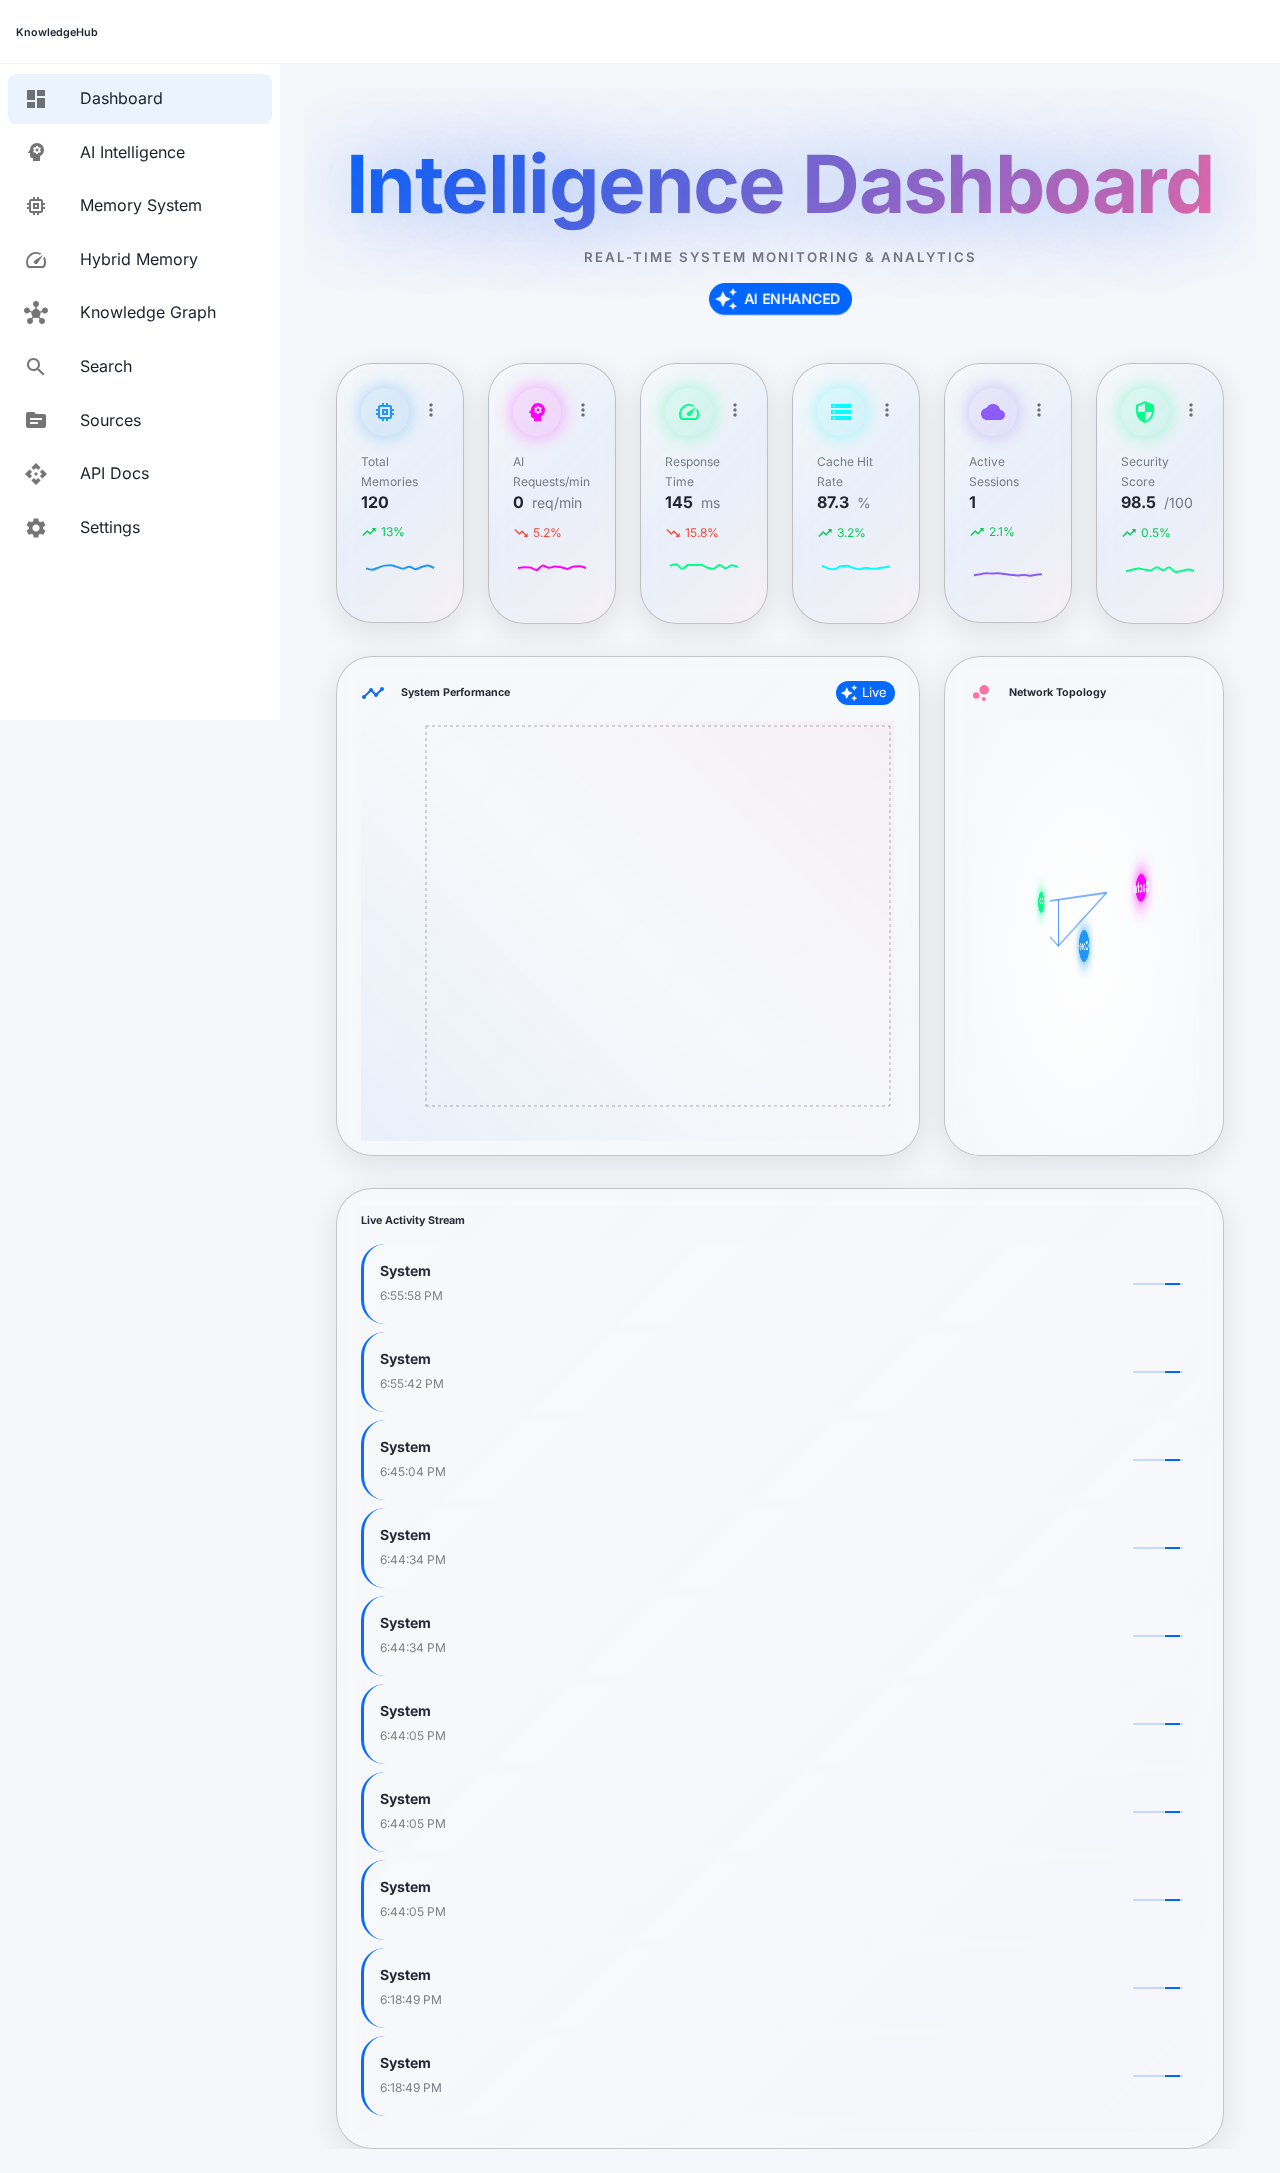 KnowledgeHub
Dashboard
AI Intelligence
Memory System
Hybrid Memory
Knowledge Graph
Search
Sources
API Docs
Settings
Intelligence Dashboard
REAL-TIME SYSTEM MONITORING & ANALYTICS
AI ENHANCED
Total
Memories
120
13%
AI
Requests/min
0 req/min
5.2%
Response
Time
145 ms
15.8%
Cache Hit
Rate
87.3 %
3.2%
Active
Sessions
1
2.1%
Security
Score
98.5 /100
0.5%
System Performance
Live
Network Topology
Live Activity Stream
System
6:55:58 PM
System
6:55:42 PM
System
6:45:04 PM
System
6:44:34 PM
System
6:44:34 PM
System
6:44:05 PM
System
6:44:05 PM
System
6:44:05 PM
System
6:18:49 PM
System
6:18:49 PM